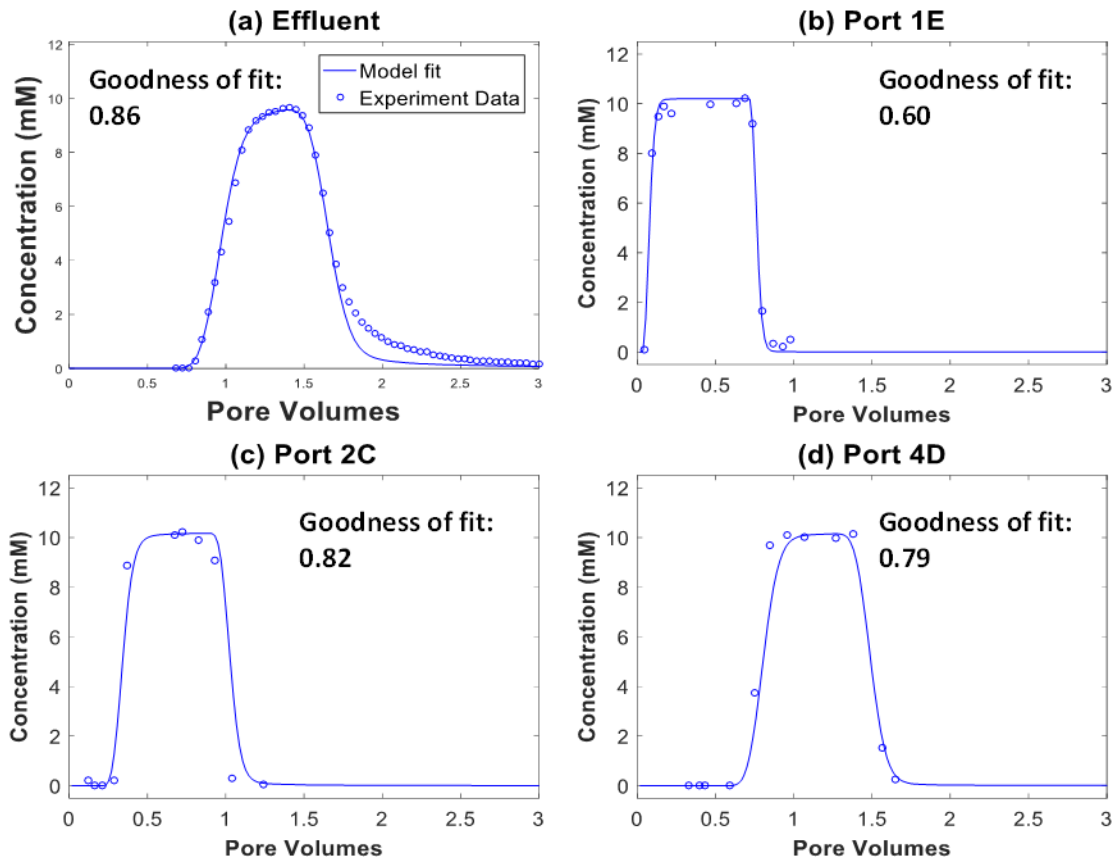 (a) Effluent
12
10
8
6
4
2
0
Concentration (mM)
Goodness of fit:
0.86
Model fit
Experiment Data
0 0.5 1 1.5 2 2.5 3
Pore Volumes
(b) Port 1E
12
10
8
6
4
2
0
Concentration (mM)
Goodness of fit:
0.60
0 0.5 1 1.5 2 2.5 3
Pore Volumes
(c) Port 2C
12
10
8
6
4
2
0
Concentration (mM)
Goodness of fit:
0.82
0 0.5 1 1.5 2 2.5 3
Pore Volumes
(d) Port 4D
12
10
8
6
4
2
0
Concentration (mM)
Goodness of fit:
0.79
0 0.5 1 1.5 2 2.5 3
Pore Volumes